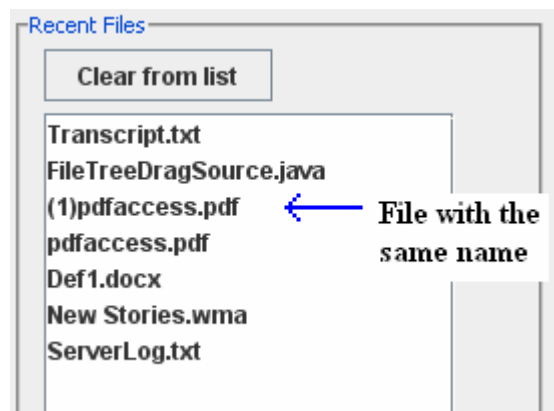 Recent Files
Clear from list
Transcript.txt
FileTreeDragSource.java
(1)pdfaccess.pdf
File with the
same name
pdfaccess.pdf
Def1.docx
New Stories.wma
ServerLog.txt